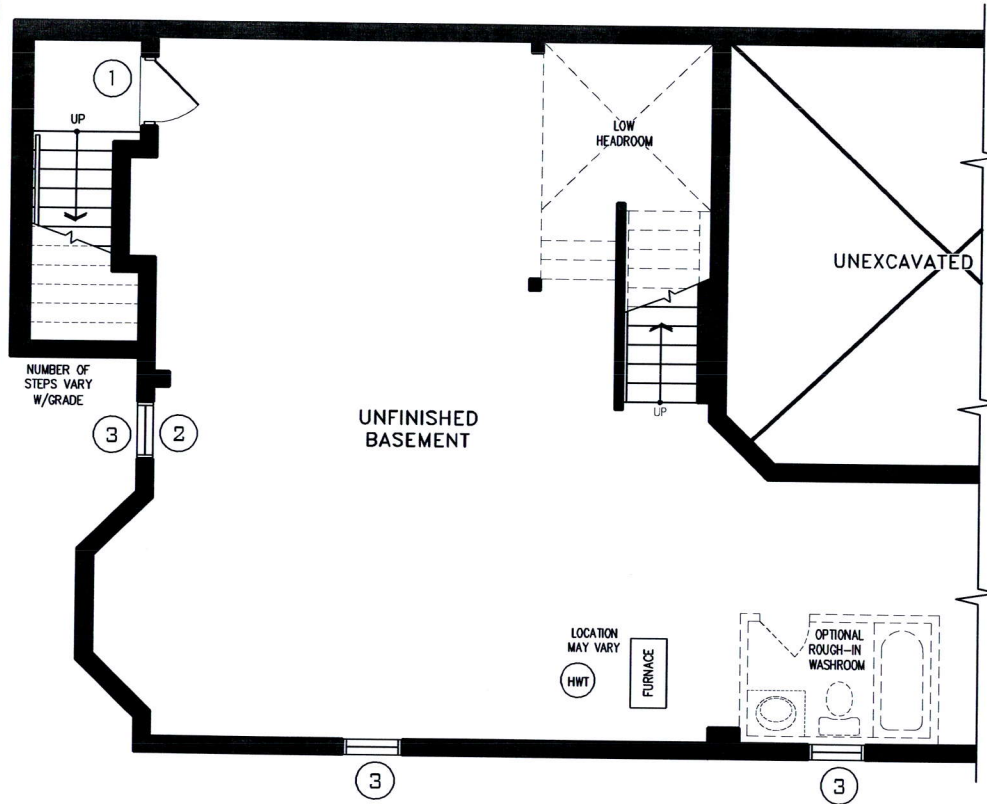 1
UP
LOW
HEADROOM
UNEXCAVATED
NUMBER OF
STEPS VARY
W/GRADE
UP
UNFINISHED
BASEMENT
3
2
LOCATION
MAY VARY
HWT
FURNACE
OPTIONAL
ROUGH-IN
WASHROOM
3
3